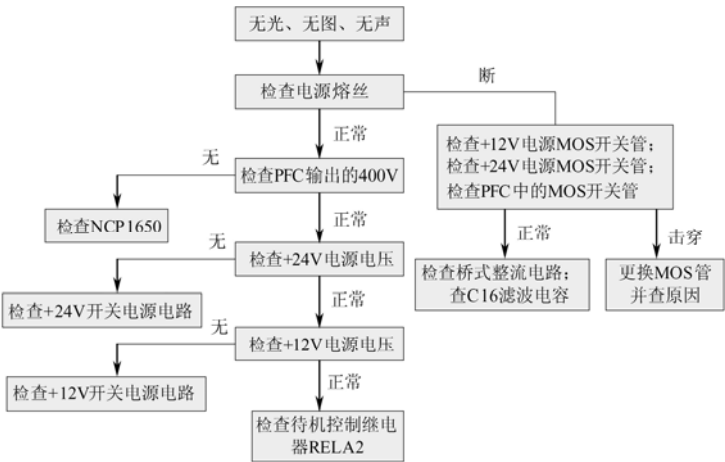 无光、无图、无声
断
检查电源熔丝
正常
检查+12V电源MOS开关管;
检查+24V电源MOS开关管;
检查PFC中的MOS开关管
无
检查PFC输出的400V
检查NCP1650
正常
正常
击穿
无
检查+24V电源电压
检查桥式整流电路;
查C16滤波电容
更换MOS管
并查原因
检查+24V开关电源电路
正常
无
检查+12V电源电压
检查+12V开关电源电路
正常
检查待机控制继电
器RELA2